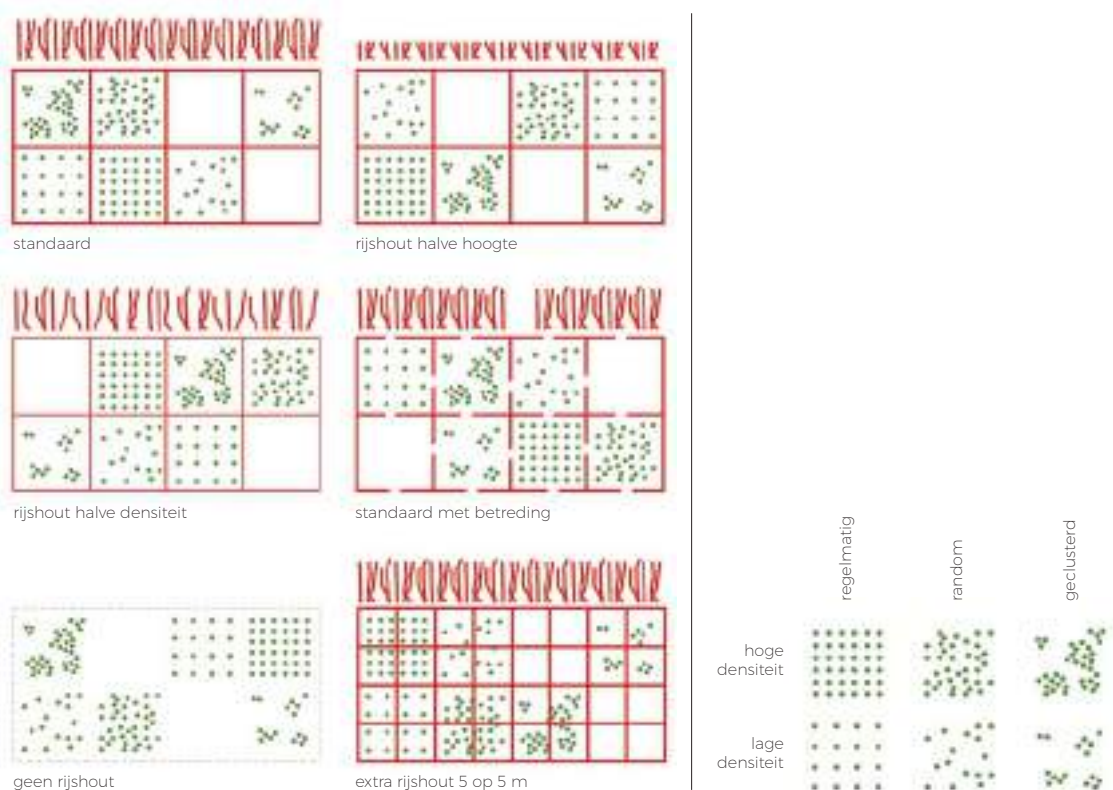 standaard
rijshout halve hoogte
rijshout halve densiteit
standaard met betreding
geen rijshout
extra rijshout 5 op 5 m
regelmatig
random
geclusterd
hoge
densiteit
lage
densiteit